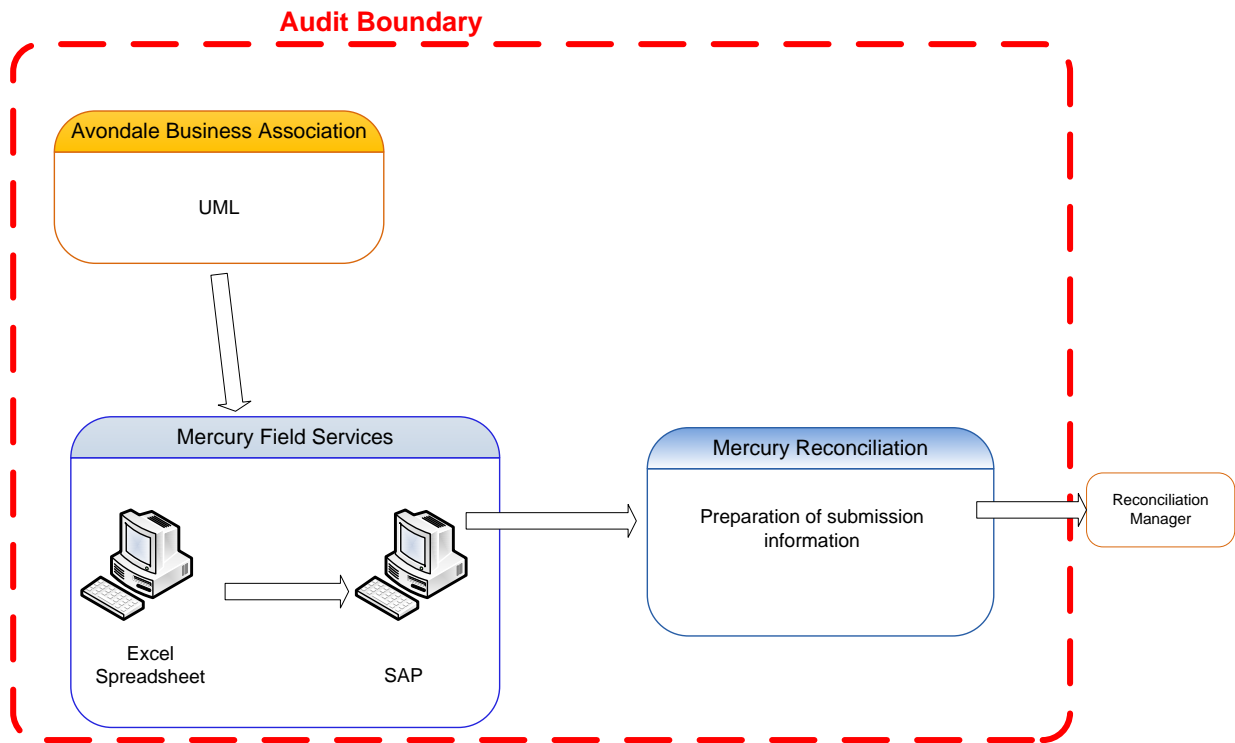 Audit Boundary
Avondale Business Association
UML
Mercury Field Services
Excel
Spreadsheet
SAP
Mercury Reconciliation
Preparation of submission
information
Reconciliation
Manager